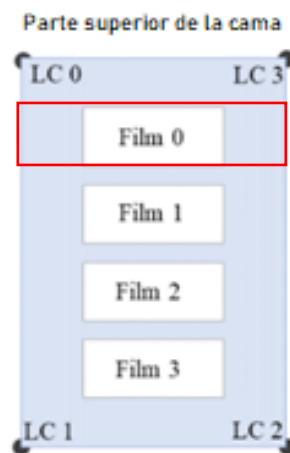 Parte superior de la cama
LC 0 LC 3
Film 0
Film 1
Film 2
Film 3
LC 1 LC 2